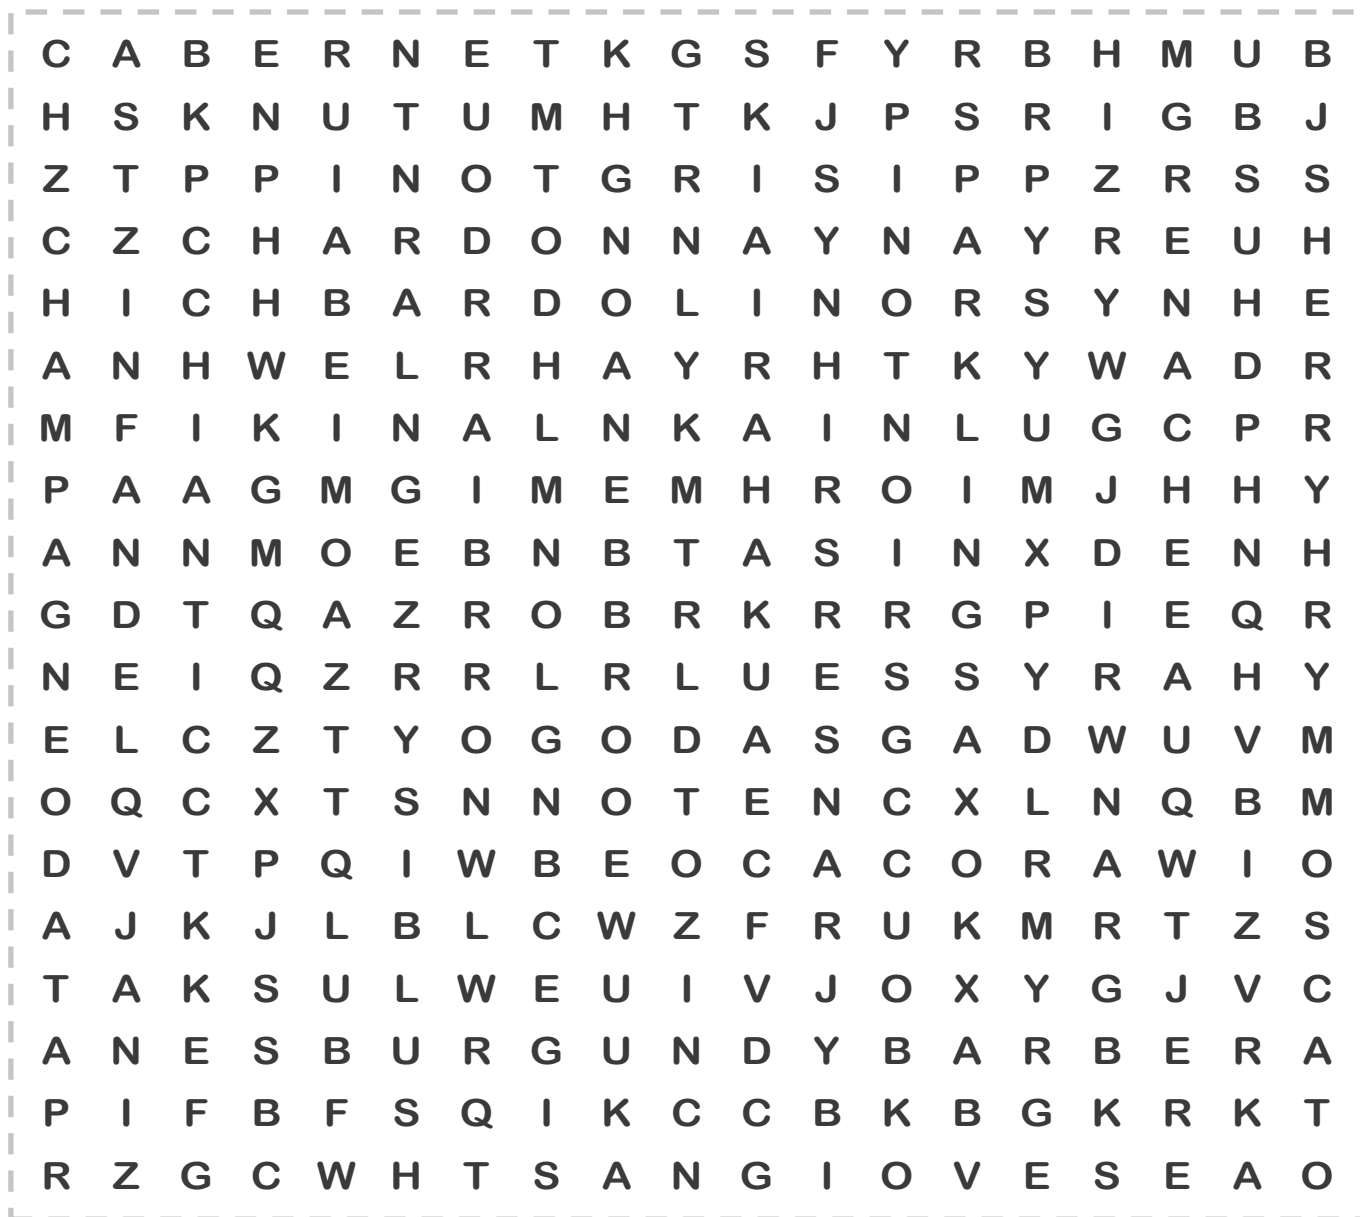 C A B E R N E T K G S F Y R B H M U B
H S K N U T U M H T K J P S R I G B J
Z T P P I N O T G R I S I P P Z R S S
C Z C H A R D O N N A Y N A Y R E U H
H I C H B A R D O L I N O R S Y N H E
A N H W E L R H A Y R H T K Y W A D R
M F I K I N A L N K A I N L U G C P R
P A A G M G I M E M H R O I M J H H Y
A N N M O E B N B T A S I N X D E N H
G D T Q A Z R O B R K R R G P I E Q R
N E I Q Z R R L R L U E S S Y R A H Y
E L C Z T Y O G O D A S G A D W U V M
O Q C X T S N N O T E N C X L N Q B M
D V T P Q I W B E O C A C O R A W I O
A J K J L B L C W Z F R U K M R T Z S
T A K S U L W E U I V J O X Y G J V C
A N E S B U R G U N D Y B A R B E R A
P I F B F S Q I K C C B K B G K R K T
R Z G C W H T S A N G I O V E S E A O